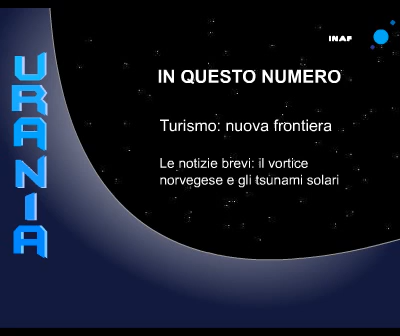 INAF
URANIA
IN QUESTO NUMERO
Turismo: nuova frontiera
Le notizie brevi: il vortice
norvegese e gli tsunami solari